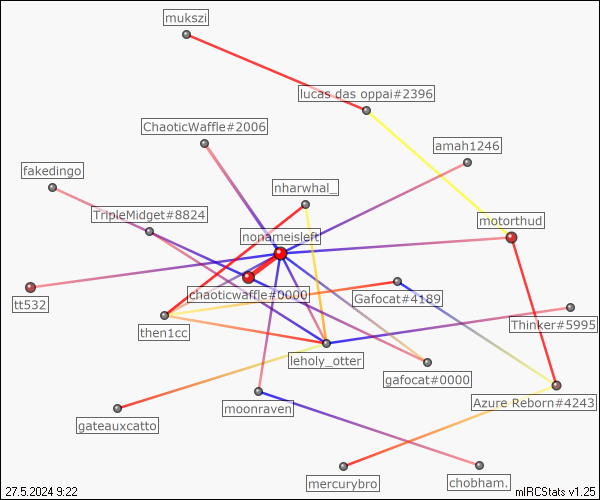 mukszi
lucas das oppai#2396
ChaoticWaffle#2006
amah1246
fakedingo
nharwhal_
TripleMidget#8824
motorthud
nonameisleft
chaoticwaffle#0000
Gafocat#4189
tt532
Thinker#5995
then1cc
leholy_otter
gafocat#0000
Azure Reborn#4243
moonraven
gateauxcatto
mercurybro
chobham.
27.5.2024 9:22
mIRCStats v1.25